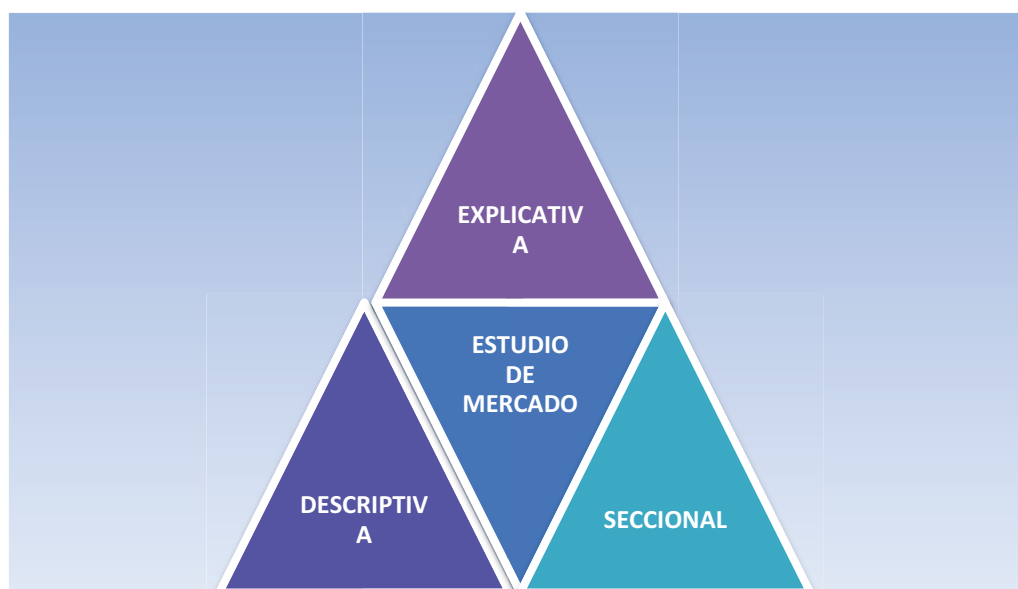 EXPLICATIV
A
ESTUDIO
DE
MERCADO
DESCRIPTIV
A
SECCIONAL